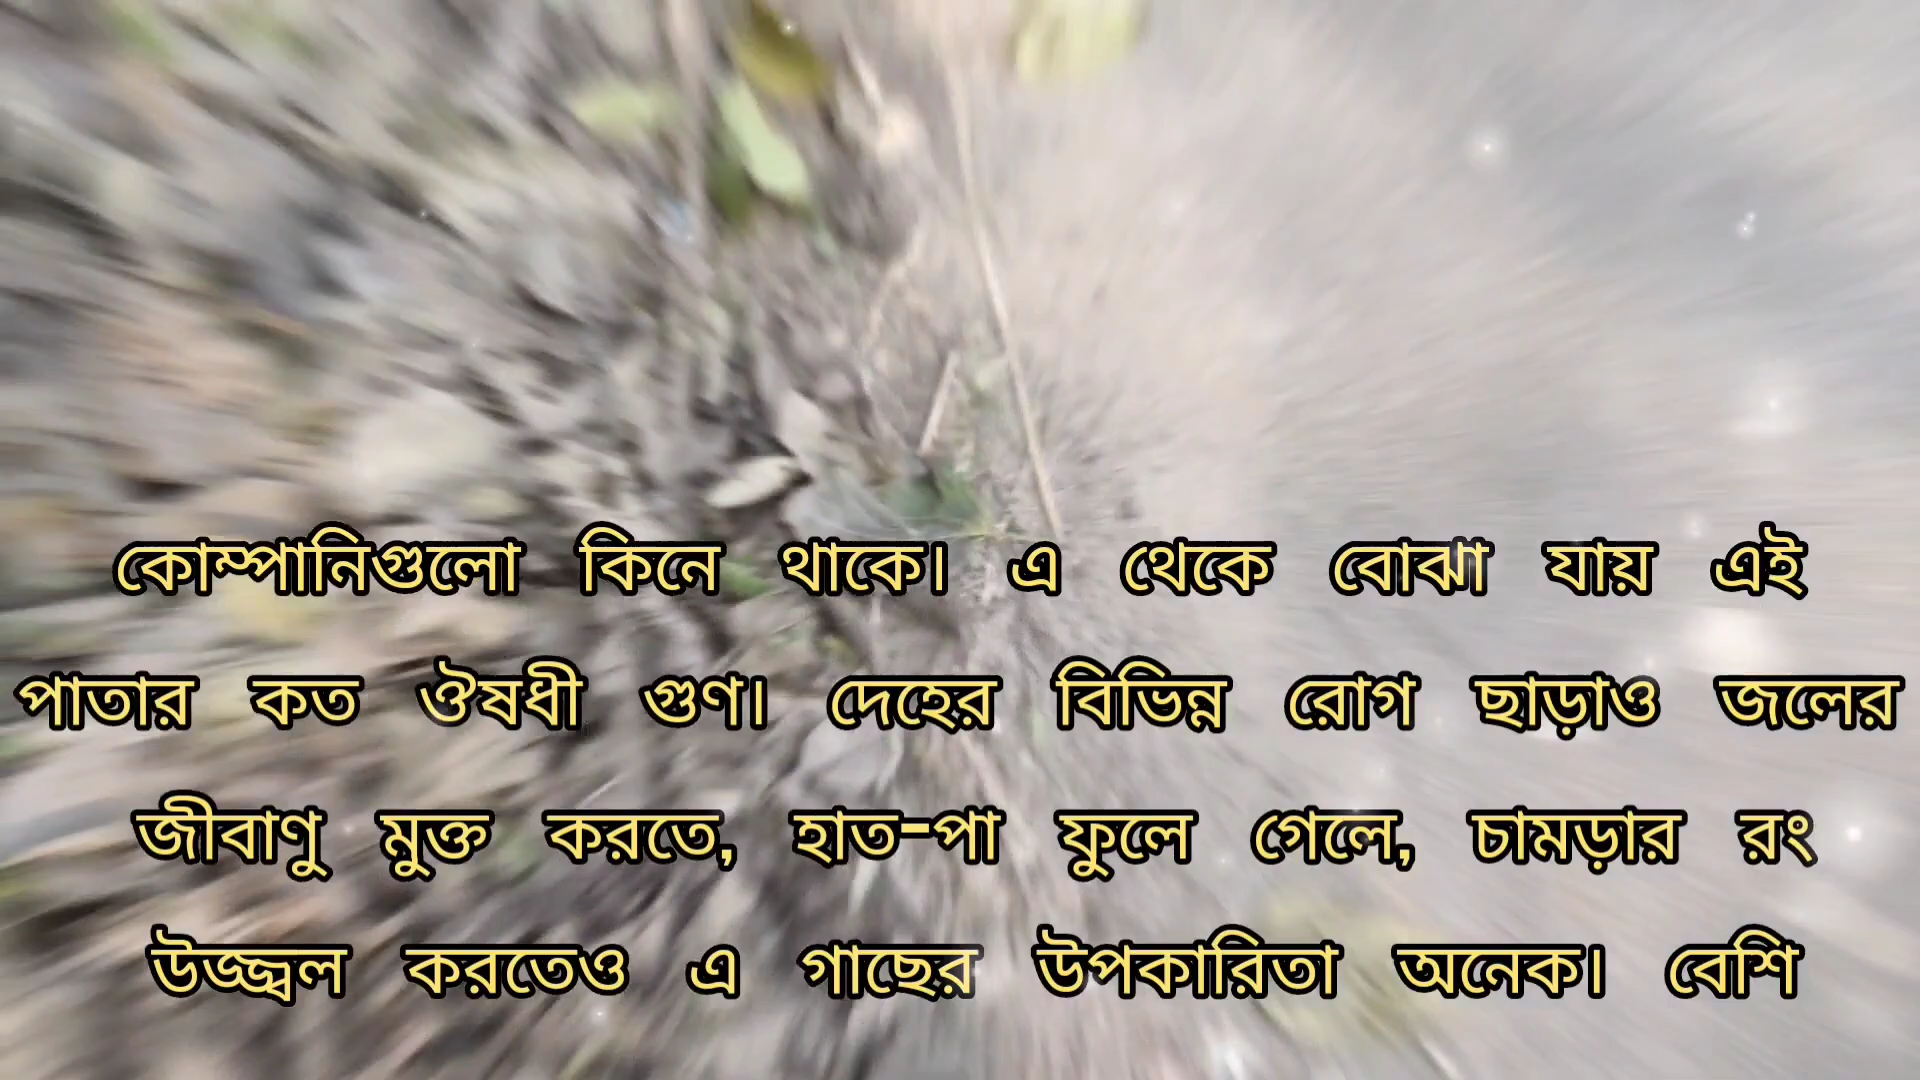 কোম্পানিগুলো কিনে থাকে। এ থেকে বোঝা যায় এই
পাতার কত ঔষধী গুণ। দেহের বিভিন্ন রোগ ছাড়াও জলের
জীবাণু মুক্ত করতে, হাত-পা ফুলে গেলে, চামড়ার রং
উজ্জ্বল করতেও এ গাছের উপকারিতা অনেক। বেশি